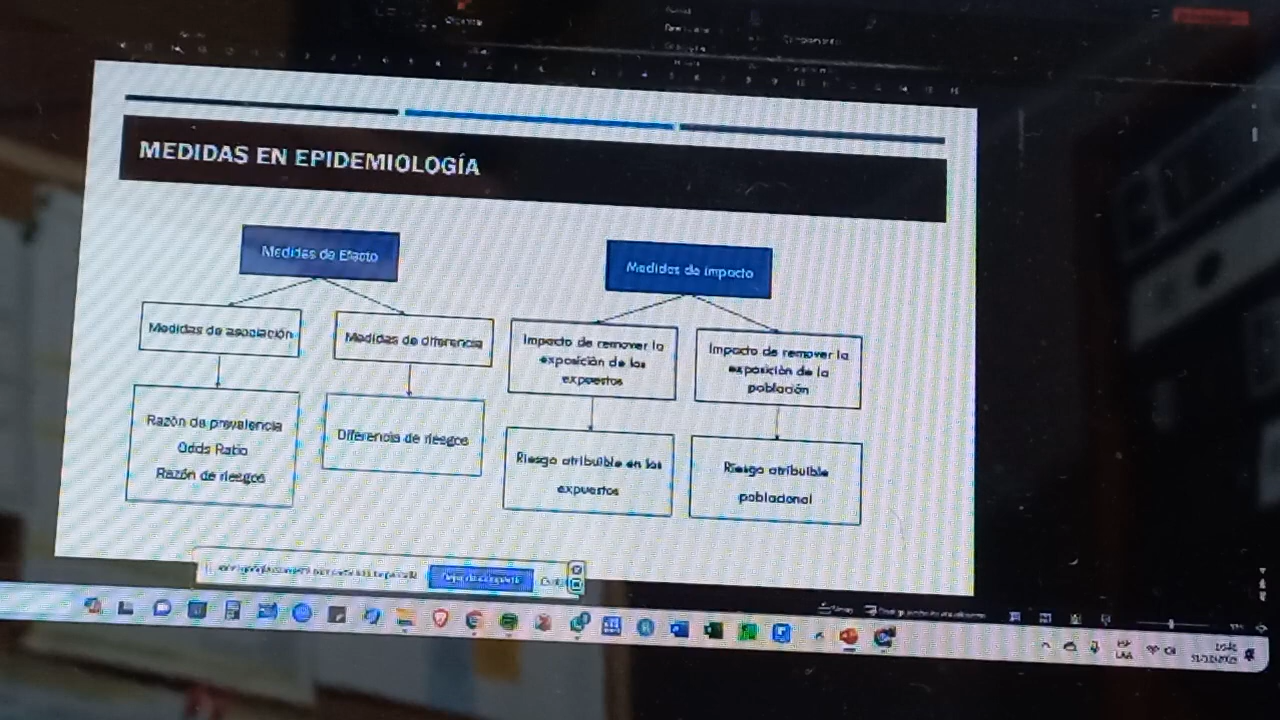 MEDIDAS EN EPIDEMIOLOGÍA
Medidas de Efecto
Medidas de impacto
Medidas de asociación
Medidas de diferencia
Impacto de remover la
exposición de los
expuestos
Impacto de remover la
exposición de la
población
Razón de prevalencia
Odds Ratio
Razón de riesgos
Diferencia de riesgos
Riesgo atribuible en los
expuestos
Riesgo atribuible
poblacional
ESP
LAA